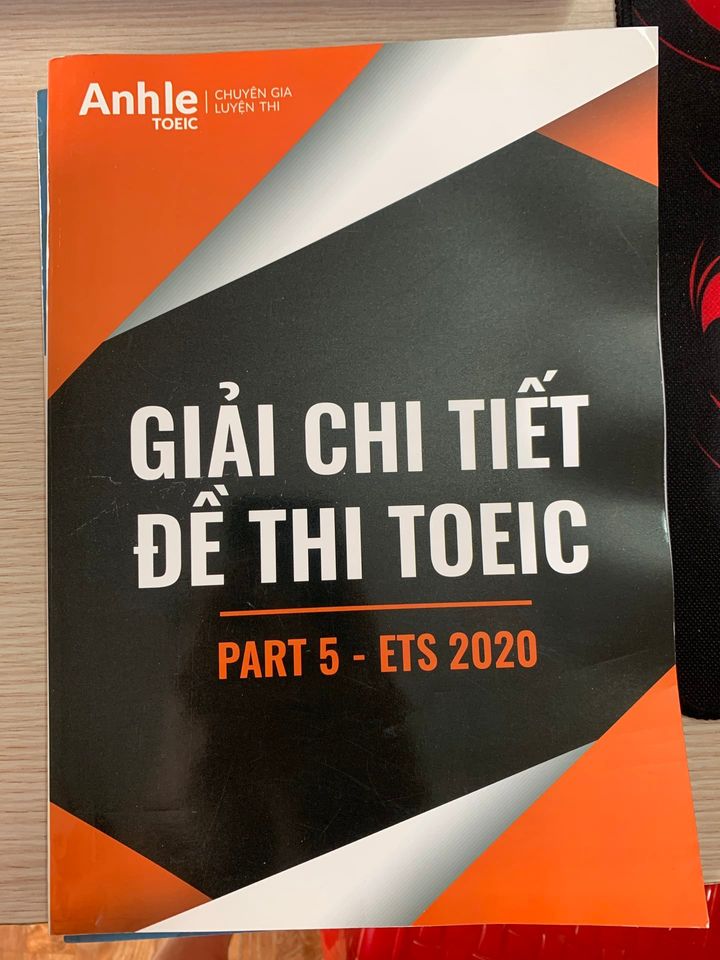 Anhle
TOEIC
CHUYÊN GIA
LUYỆN THI
GIẢI CHI TIẾT
ĐỀ THI TOEIC
PART 5 - ETS 2020